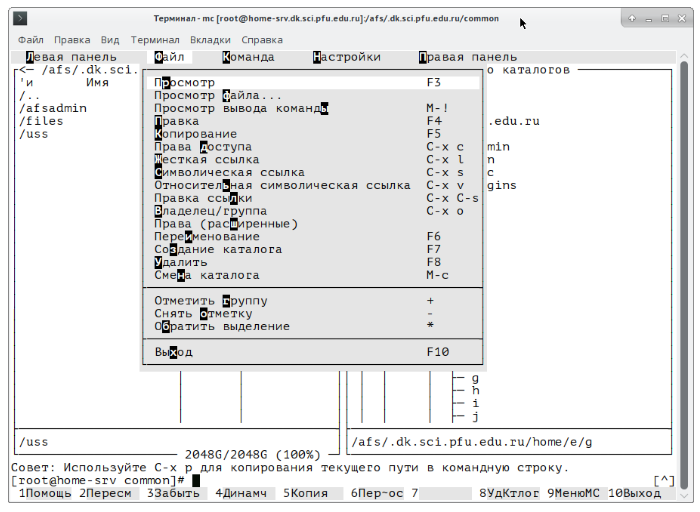 Терминал - mc [root@home-srv.dk.sci.pfu.edu.ru]:/afs/.dk.sci.pfu.edu.ru/common
Файл Правка Вид Терминал Вкладки Справка
Левая панель Файл Команда Настройки Правая панель
<— /afs/.dk.sci. о каталогов
'и Имя
/..
/afsadmin
/files
/uss
Просмотр F3
Просмотр файла...
Просмотр вывода команды M-!
Правка F4
Копирование F5
Права доступа C-x c
Жесткая ссылка C-x l
Символическая ссылка C-x s
Относительная символическая ссылка C-x v
Правка ссылки C-x C-s
Владелец/группа C-x o
Права (расширенные)
Переименование F6
Создание каталога F7
Удалить F8
Смена каталога M-c
Отметить группу +
Снять отметку -
Обратить выделение *
Выход F10
.edu.ru
min
n
c
gins
g
h
i
j
/uss
2048G/2048G (100%)
/afs/.dk.sci.pfu.edu.ru/home/e/g
Совет: Используйте C-x p для копирования текущего пути в командную строку.
[root@home-srv common]# [^]
1Помощь 2Пересм 3Забыть 4Динамч 5Копия 6Пер~ос 7 8УдКтлог 9МенюMC 10Выход